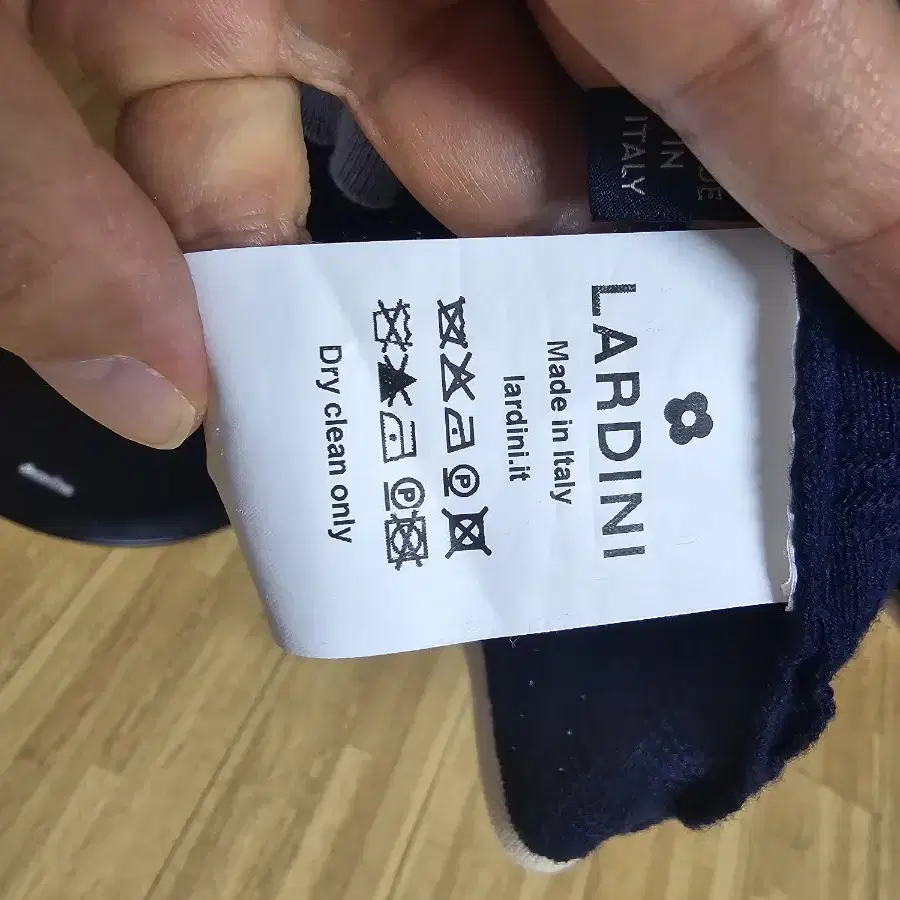 IN
ITALY
LARDINI
Made in Italy
lardini.it
P
P
Dry clean only